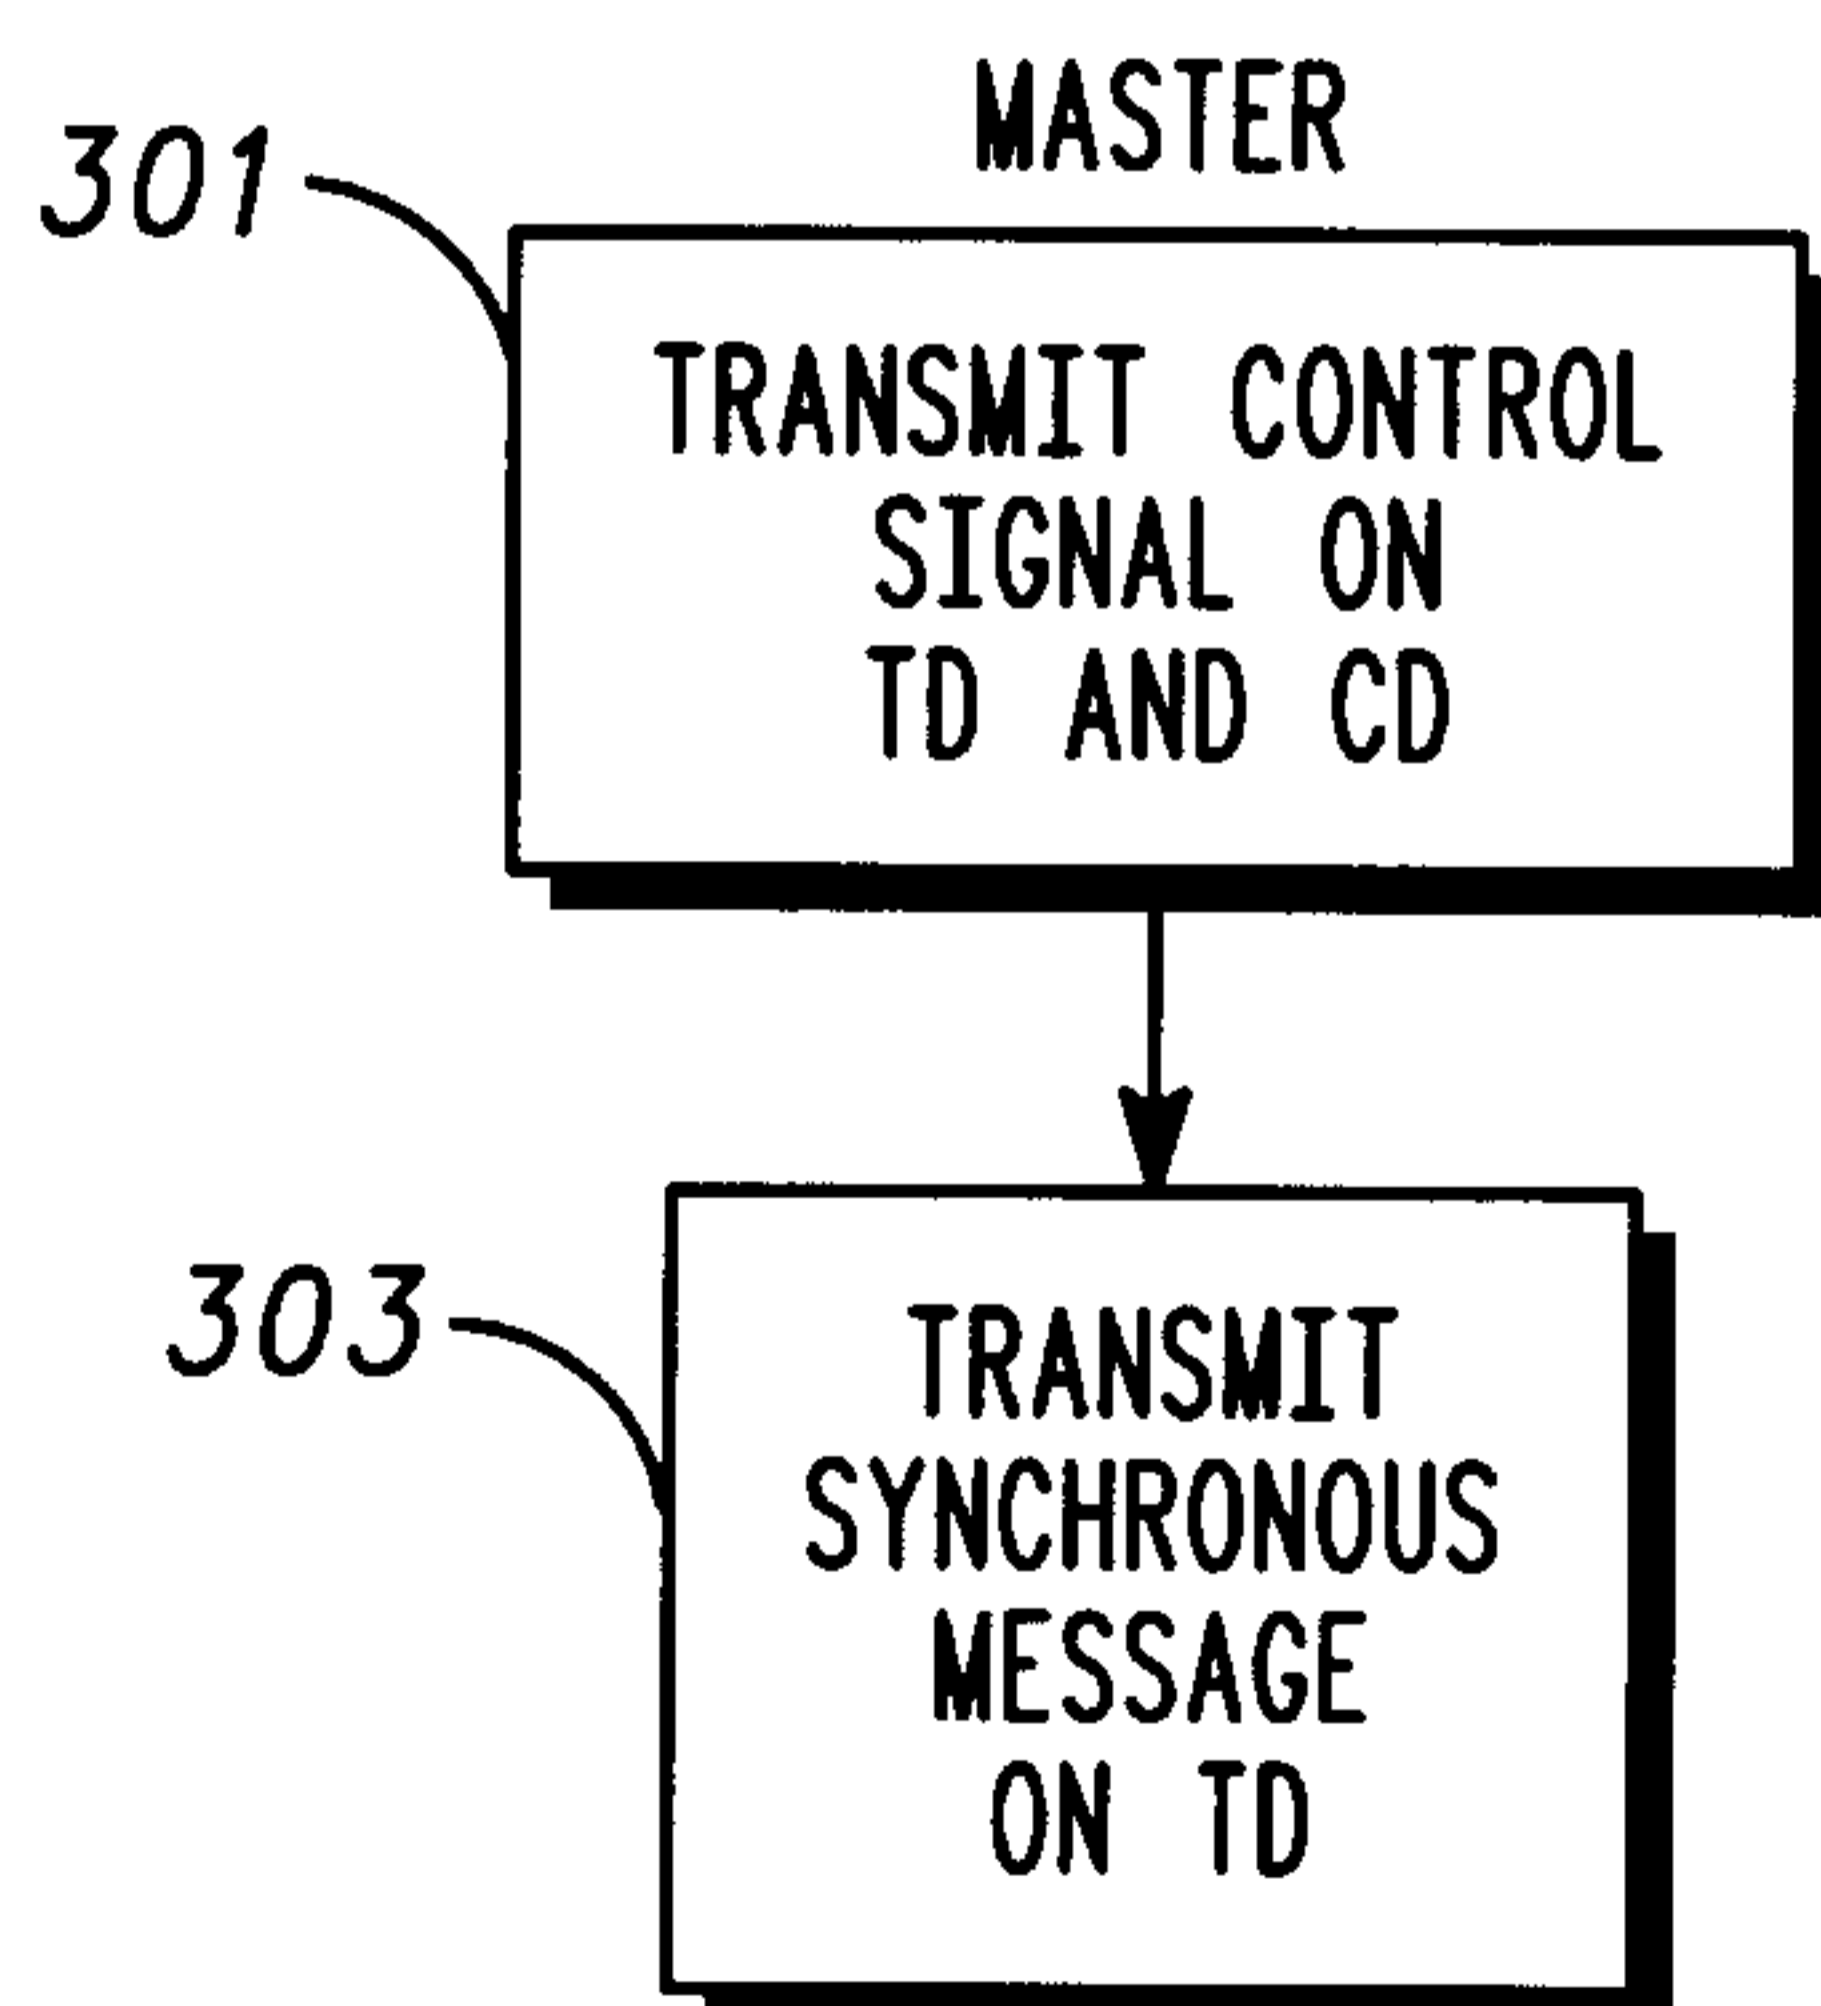 MASTER
301
TRANSMIT CONTROL
SIGNAL ON
TD AND CD
303
TRANSMIT
SYNCHRONOUS
MESSAGE
ON TD